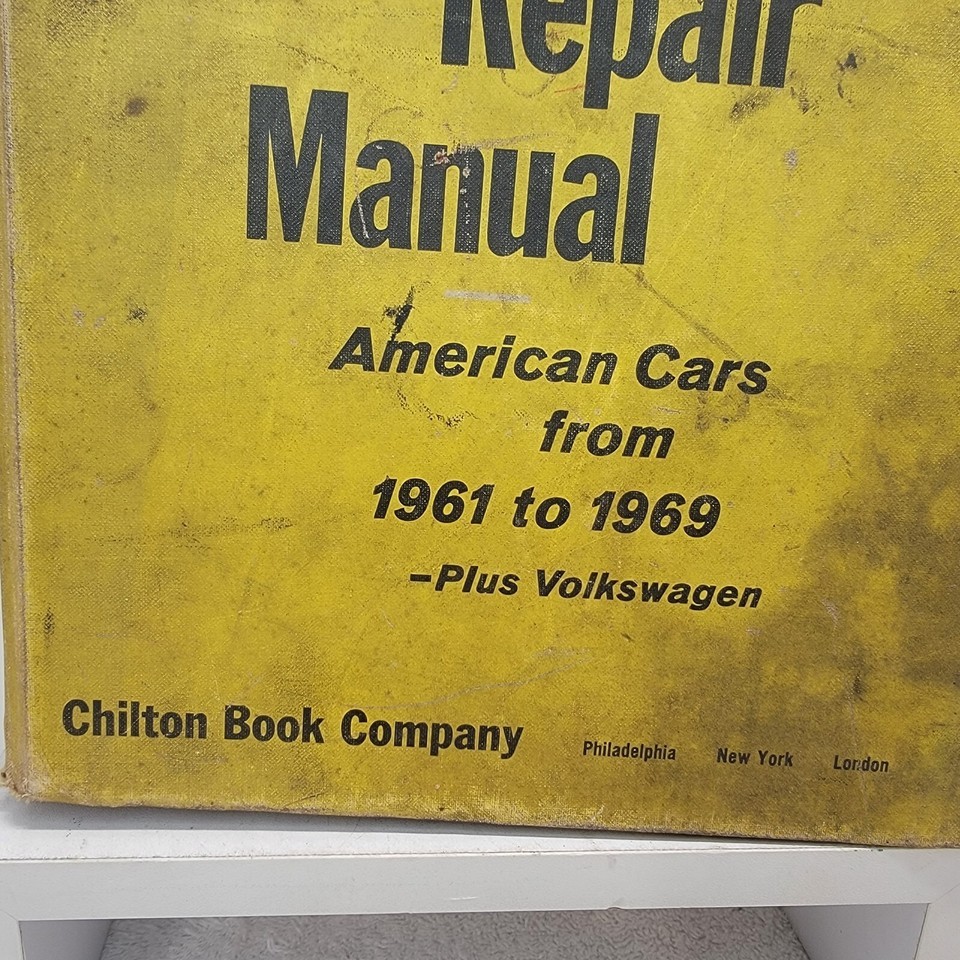 Repair
Manual
American Cars
from
1961 to 1969
–Plus Volkswagen
Chilton Book Company Philadelphia New York London